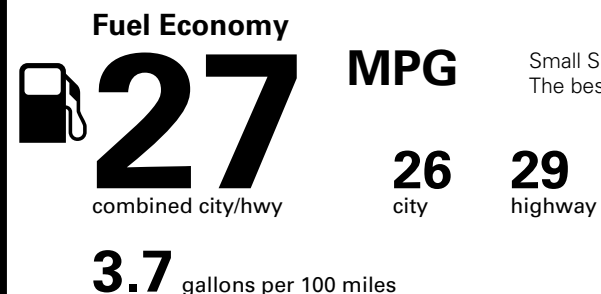 Fuel Economy
27 MPG
Small S
The bes
26 29
combined city/hwy city highway
3.7 gallons per 100 miles